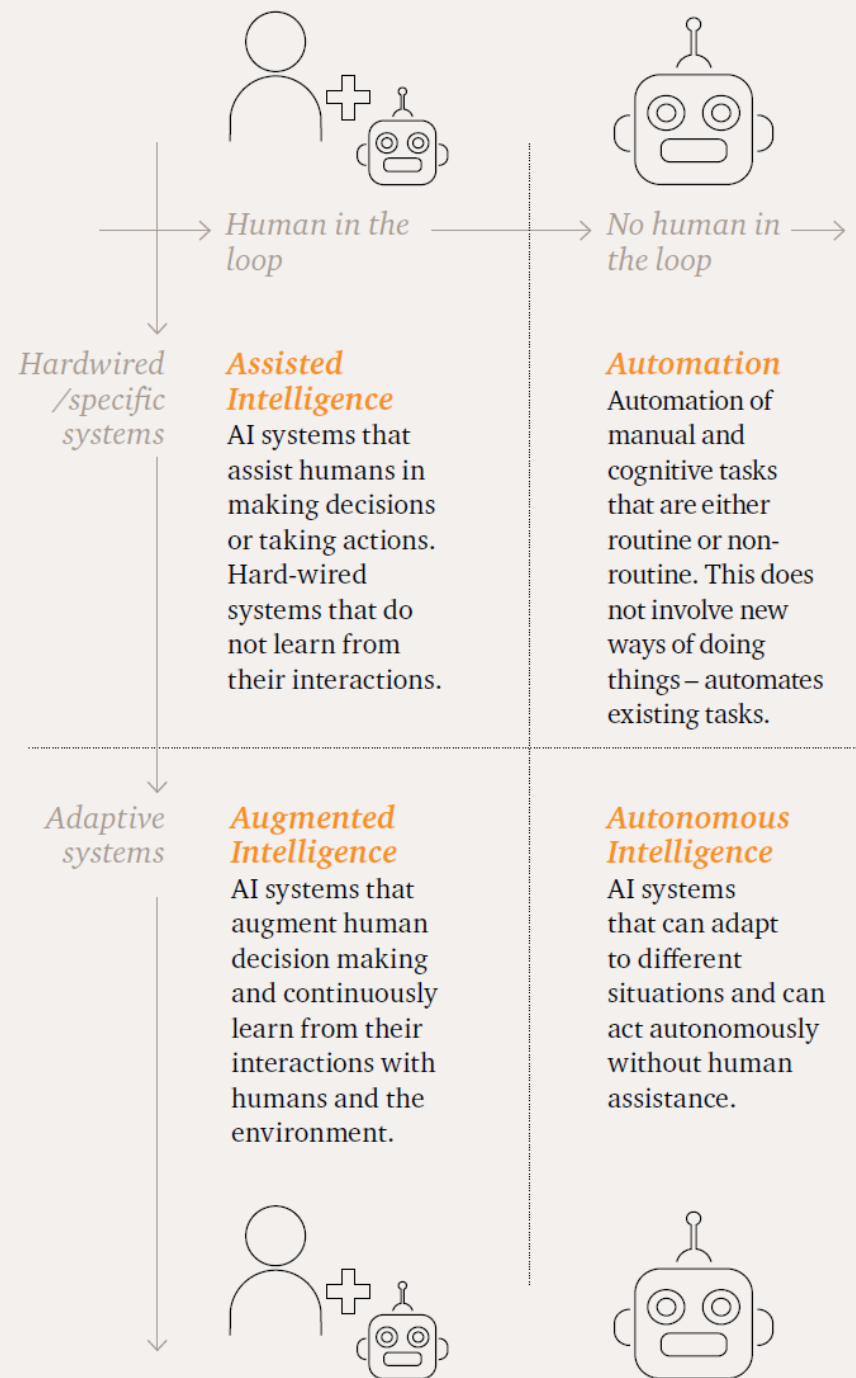 Human in the
loop
No human in
the loop
Hardwired
/specific
systems
Assisted
Intelligence
AI systems that
assist humans in
making decisions
or taking actions.
Hard-wired
systems that do
not learn from
their interactions.
Automation
Automation of
manual and
cognitive tasks
that are either
routine or non-
routine. This does
not involve new
ways of doing
things – automates
existing tasks.
Adaptive
systems
Augmented
Intelligence
AI systems that
augment human
decision making
and continuously
learn from their
interactions with
humans and the
environment.
Autonomous
Intelligence
AI systems
that can adapt
to different
situations and can
act autonomously
without human
assistance.